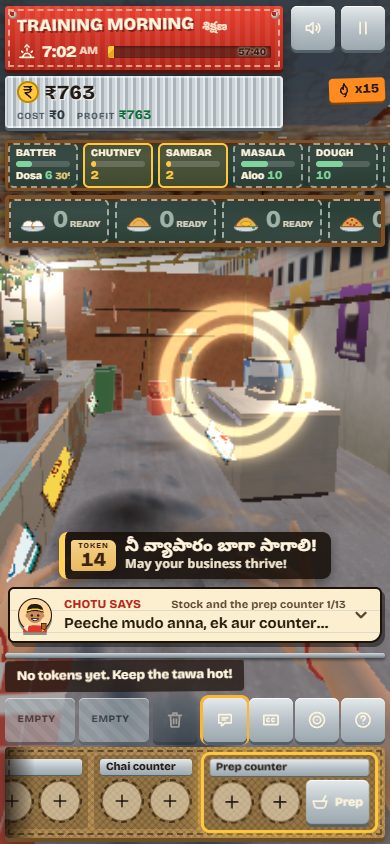 TRAINING MORNING శిక్షణ
7:02 AM 57:40
₹ ₹763
COST ₹0 PROFIT ₹763
x15
BATTER CHUTNEY SAMBAR MASALA DOUGH
Dosa 6 30* 2 2 Aloo 10 10
0 READY 0 READY 0 READY 0
TOKEN
14
నీ వ్యాపారం బాగా సాగాలి!
May your business thrive!
CHOTU SAYS Stock and the prep counter 1/13
Peeche mudo anna, ek aur counter...
No tokens yet. Keep the tawa hot!
EMPTY EMPTY CC ?
Chai counter Prep counter
+ + + + + Prep